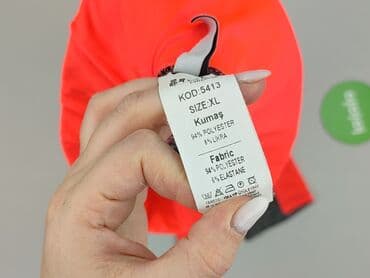 KOD:5413
SIZE:XL
Kumaş
94% POLYESTER
6% LIKRA
Fabric
94% POLYESTER
6% ELASTANE